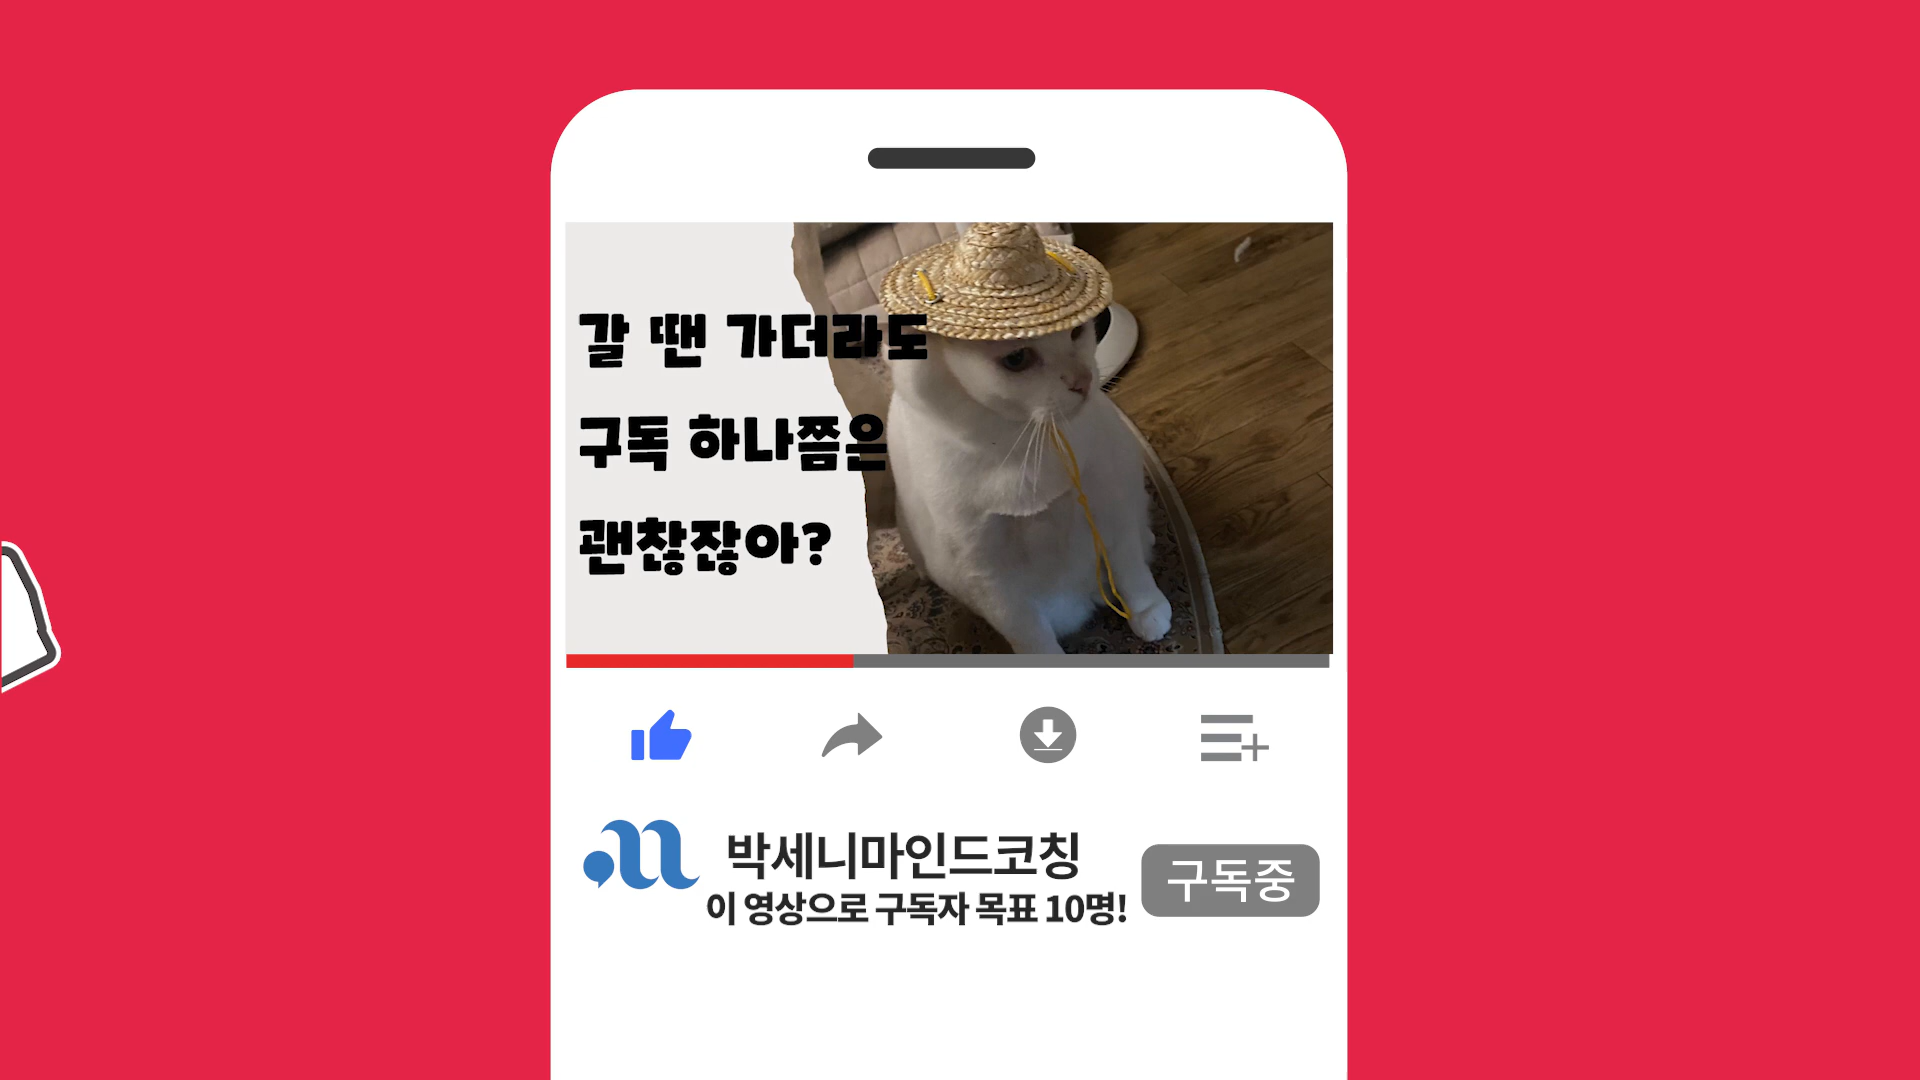 갈 땐 가더라도
구독 하나쯤은
괜찮잖아?
박세니마인드코칭
이 영상으로 구독자 목표 10명!
구독중